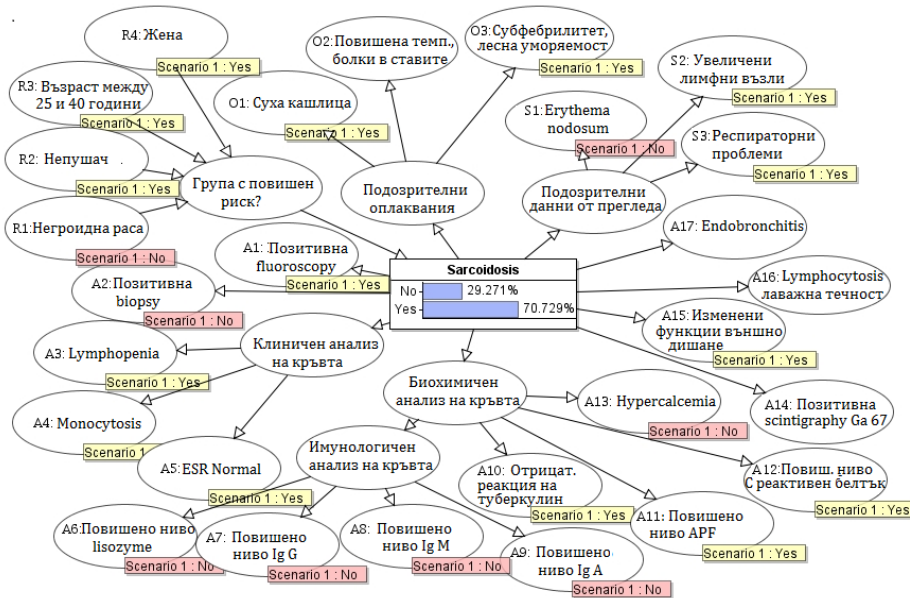 R4: Жена
Scenario 1 : Yes
O2:Повишена темп.,
болки в ставите
O3:Субфебрилитет,
лесна уморяемост
Scenario 1 : Yes
R3: Възраст между
25 и 40 години
Scenario 1 : Yes
O1: Суха кашлица
Scenario 1 : Yes
S2: Увеличени
лимфни възли
Scenario 1 : Yes
S1:Erythema
nodosum
Scenario 1 : No
S3:Респираторни
проблеми
Scenario 1 : Yes
R2: Непушач
Scenario 1 : Yes
Група с повишен
риск?
Подозрителни
оплаквания
Подозрителни
данни от прегледа
R1:Негроидна раса
Scenario 1 : No
A17: Endobronchitis
A1: Позитивна
fluoroscopy
Scenario 1 : Yes
Sarcoidosis
No 29.271%
Yes 70.729%
A16: Lymphocytosis
лаважна течност
A2: Позитивна
biopsy
Scenario 1 : No
A15: Изменени
функции външно
дишане
Scenario 1 : Yes
A3: Lymphopenia
Scenario 1 : Yes
Клиничен анализ
на кръвта
Биохимичен
анализ на кръвта
A13: Hypercalcemia
Scenario 1 : No
A14: Позитивна
scintigraphy Ga 67
A4: Monocytosis
Scenario 1
A5: ESR Normal
Scenario 1 : Yes
Имунологичен
анализ на кръвта
A10: Отрицат.
реакция на
туберкулин
Scenario 1 : Yes
A12:Повиш. ниво
С реактивен белтък
Scenario 1 : Yes
A6:Повишено ниво
lisozyme
Scenario 1 : No
A7: Повишено
ниво Ig G
Scenario 1 : No
A8: Повишено
ниво Ig M
Scenario 1 : No
A9: Повишено
ниво Ig A
Scenario 1 : No
A11: Повишено
ниво APF
Scenario 1 : Yes